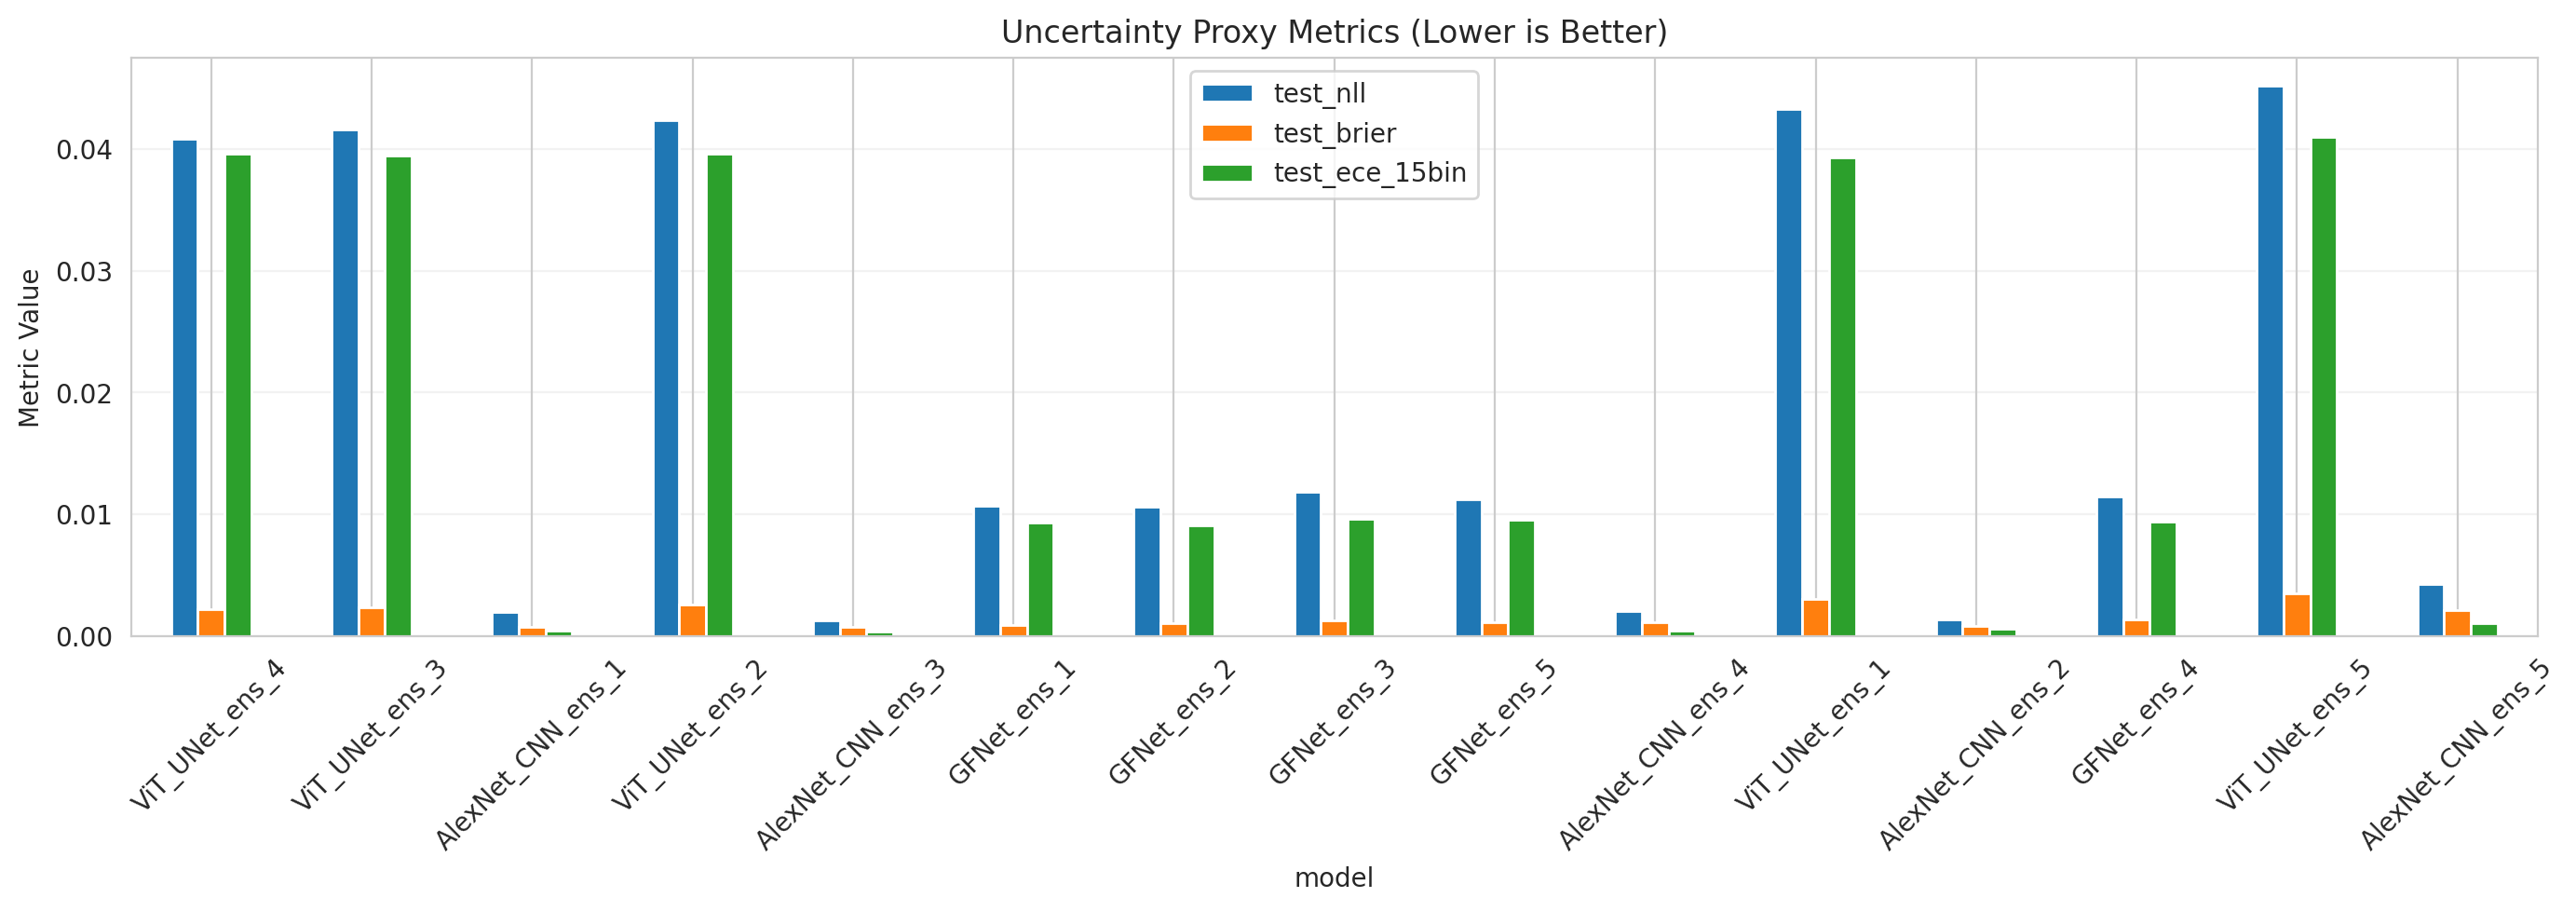 Uncertainty Proxy Metrics (Lower is Better)
test_nll
test_brier
test_ece_15bin
Metric Value
0.04
0.03
0.02
0.01
0.00
ViT_UNet_ens_4
ViT_UNet_ens_3
AlexNet_CNN_ens_1
ViT_UNet_ens_2
AlexNet_CNN_ens_3
GFNet_ens_1
GFNet_ens_2
GFNet_ens_3
GFNet_ens_5
AlexNet_CNN_ens_4
ViT_UNet_ens_1
AlexNet_CNN_ens_2
GFNet_ens_4
ViT_UNet_ens_5
AlexNet_CNN_ens_5
model